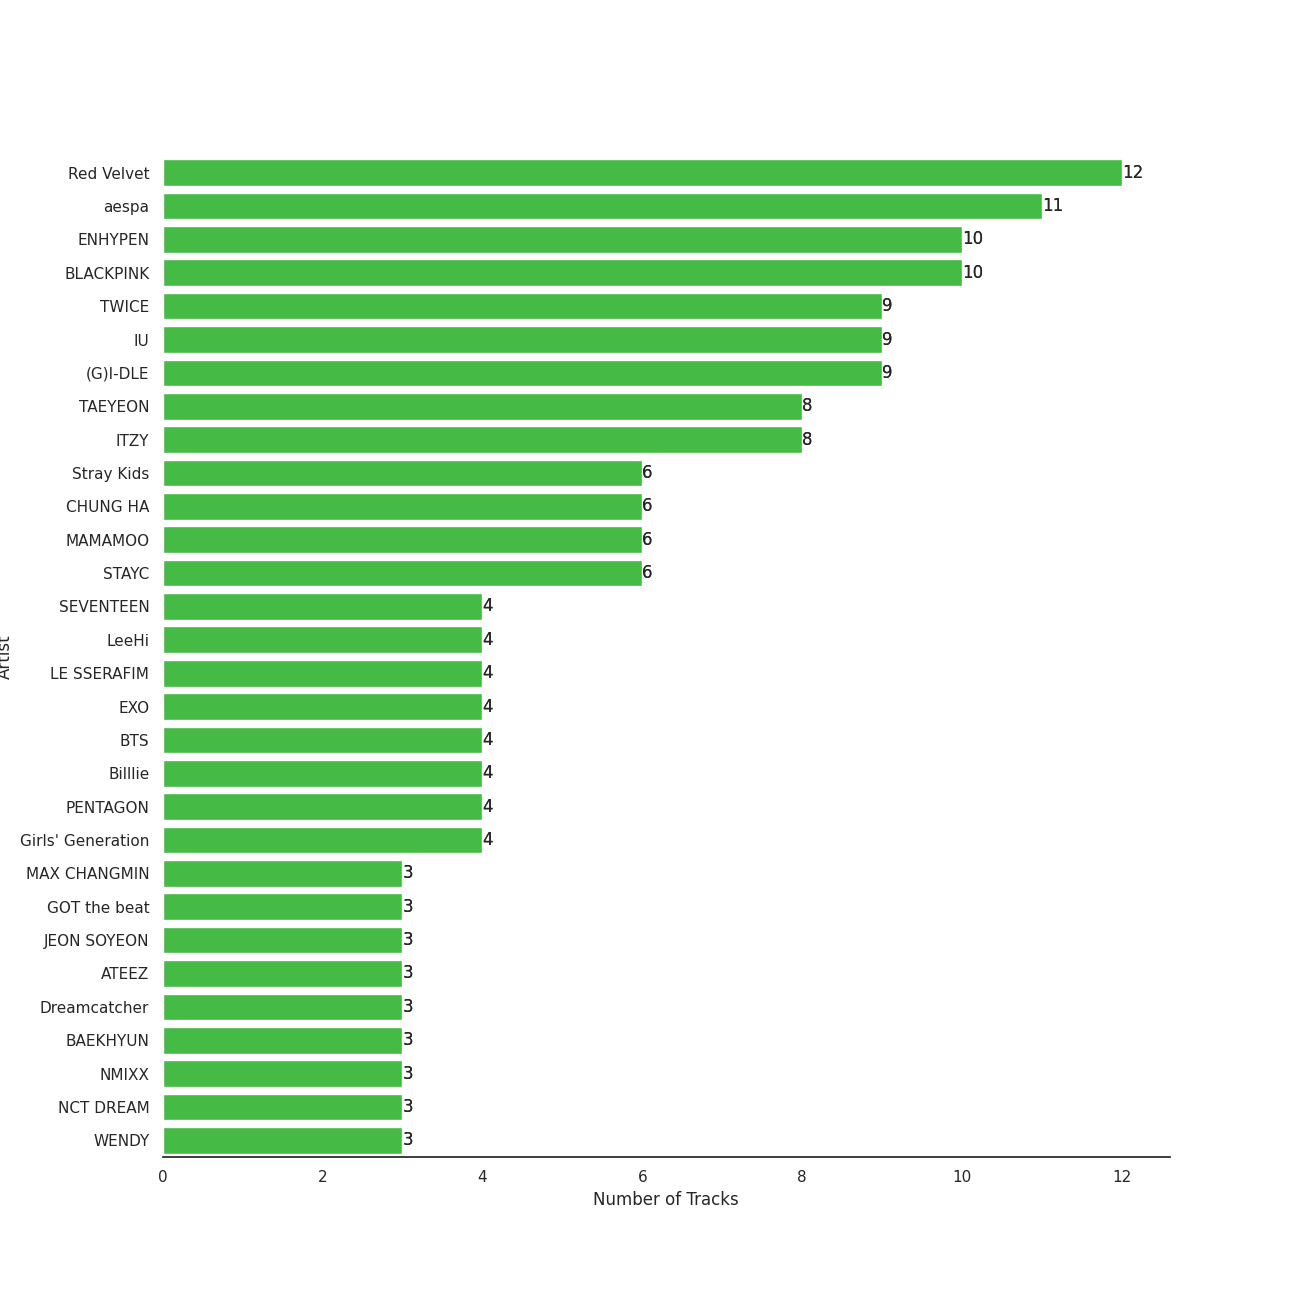 Red Velvet 12
aespa 11
ENHYPEN 10
BLACKPINK 10
TWICE 9
IU 9
(G)I-DLE 9
TAEYEON 8
ITZY 8
Stray Kids 6
CHUNG HA 6
MAMAMOO 6
STAYC 6
SEVENTEEN 4
LeeHi 4
LE SSERAFIM 4
EXO 4
BTS 4
Billlie 4
PENTAGON 4
Girls' Generation 4
MAX CHANGMIN 3
GOT the beat 3
JEON SOYEON 3
ATEEZ 3
Dreamcatcher 3
BAEKHYUN 3
NMIXX 3
NCT DREAM 3
WENDY 3
Artist
0 2 4 6 8 10 12
Number of Tracks